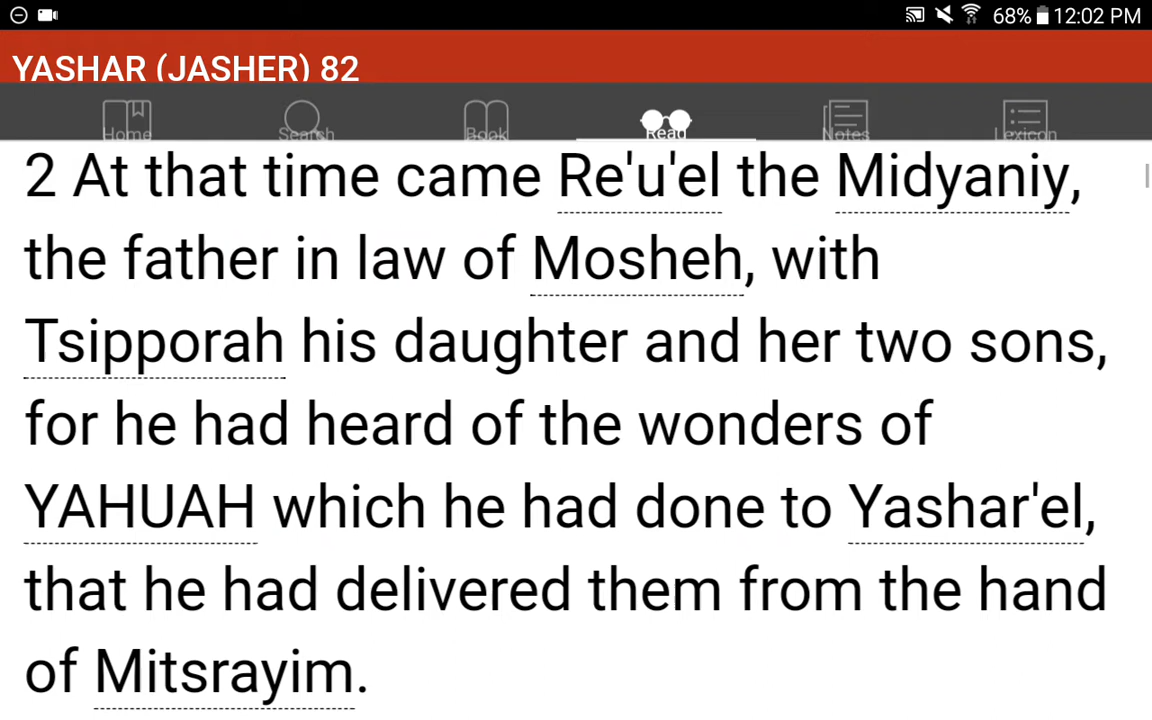 68% 12:02 PM
YASHAR (JASHER) 82
Home Search Book Read Notes Lexicon
2 At that time came Re'u'el the Midyaniy,
the father in law of Mosheh, with
Tsipporah his daughter and her two sons,
for he had heard of the wonders of
YAHUAH which he had done to Yashar'el,
that he had delivered them from the hand
of Mitsrayim.